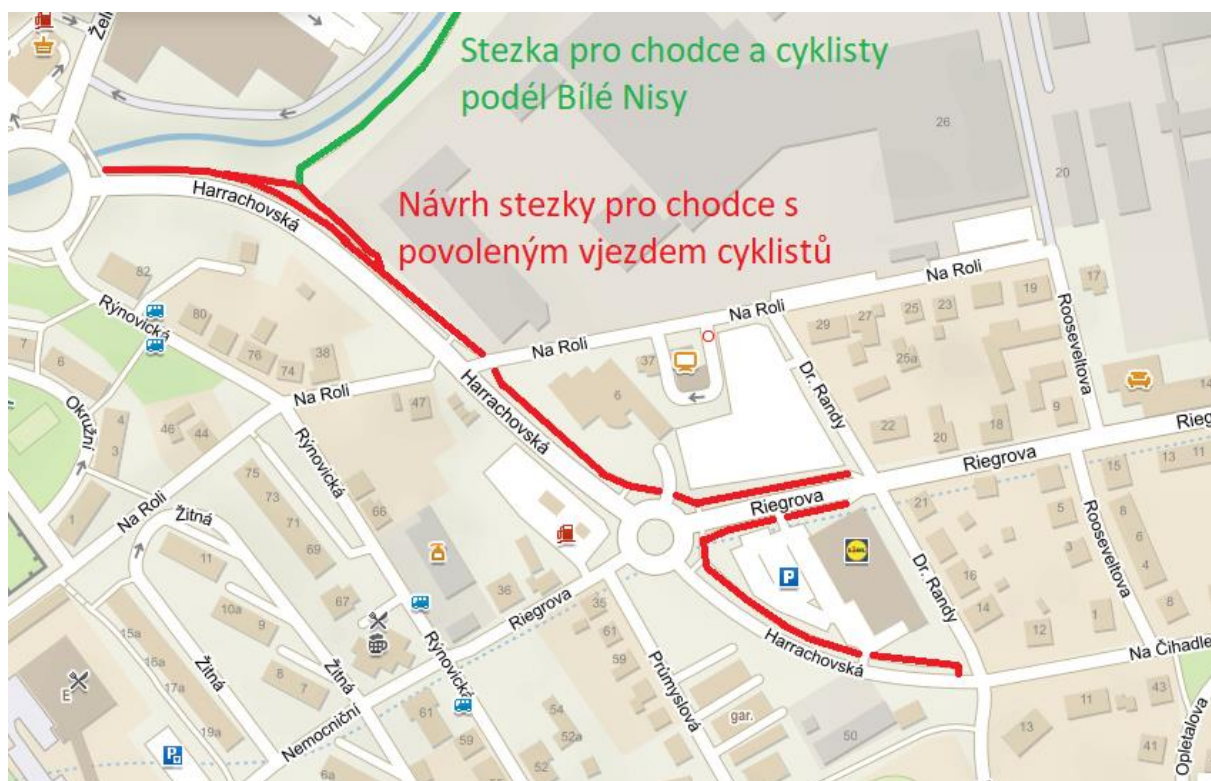 Želi
Stezka pro chodce a cyklisty
podél Bílé Nisy
26
20
Harrachovská
Návrh stezky pro chodce s
povoleným vjezdem cyklistů
82
Rýnovická
80
76
74
38
7
6
Okružní
4
3
46
44
1
Na Roli
Na Roli
47
Harrachovská
Na Roli
37
6
Na Roli
Na Roli
29
27
25
23
25a
19
17
Rooseveltova
Dr. Randy
22
20
18
9
14
Riegrova
Rieg
15
13
11
Rýnovická
75
73
71
69
66
67
Žitná
11
10a
9
8
7
Žitná
Žitná
15a
16a
17a
19a
E
P
Nemocniční
6a
Rýnovická
61
59
36
Riegrova
35
61
59
54
52a
52
Průmyslová
gar.
Riegrova
P
LIDL
Harrachovská
50
21
Dr. Randy
16
14
12
5
3
1
Rooseveltova
8
6
4
8
Na Čihadle
13
11
43
41
Opletalova